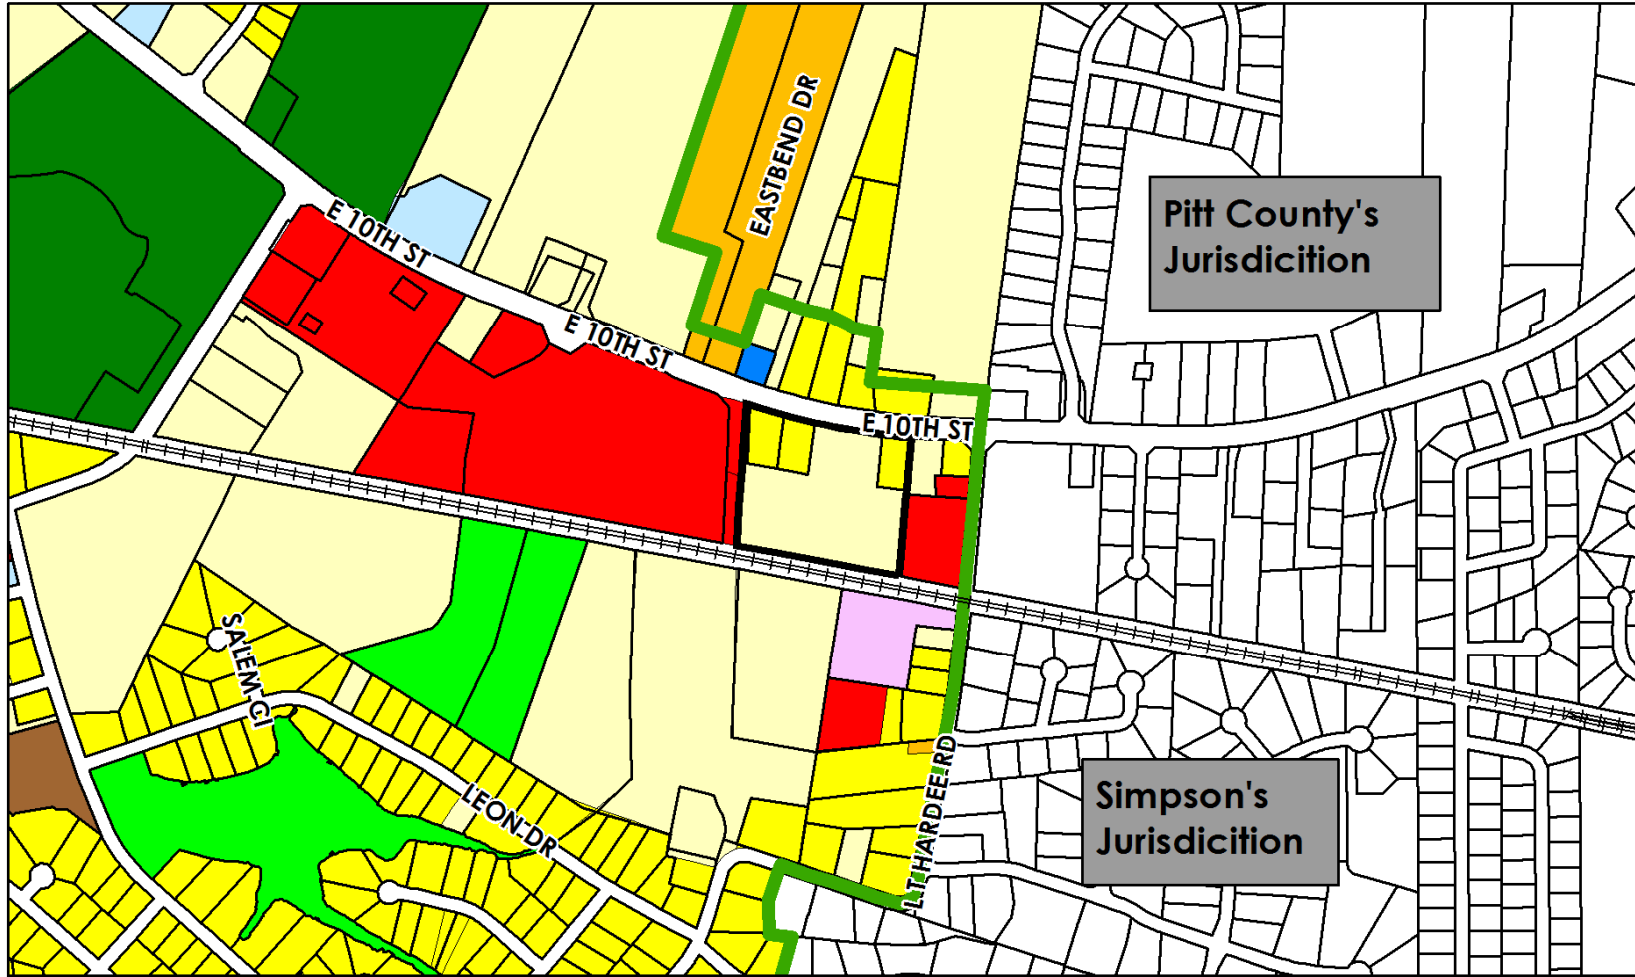 EASTBEND DR
Pitt County's
Jurisdicition
E 10TH ST
E 10TH ST
E 10TH ST
SALEM CI
LEON DR
LT HARDEE RD
Simpson's
Jurisdicition